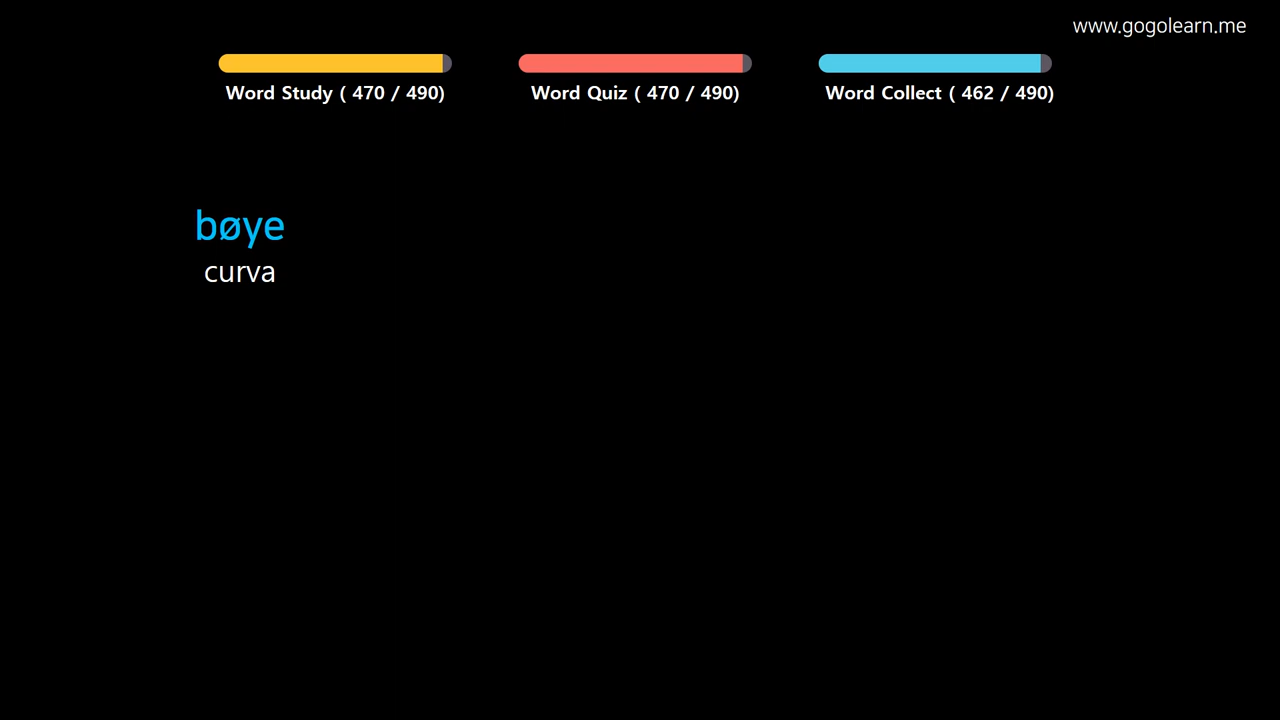 www.gogolearn.me
Word Study ( 470 / 490)
Word Quiz ( 470 / 490)
Word Collect ( 462 / 490)
bøye
curva